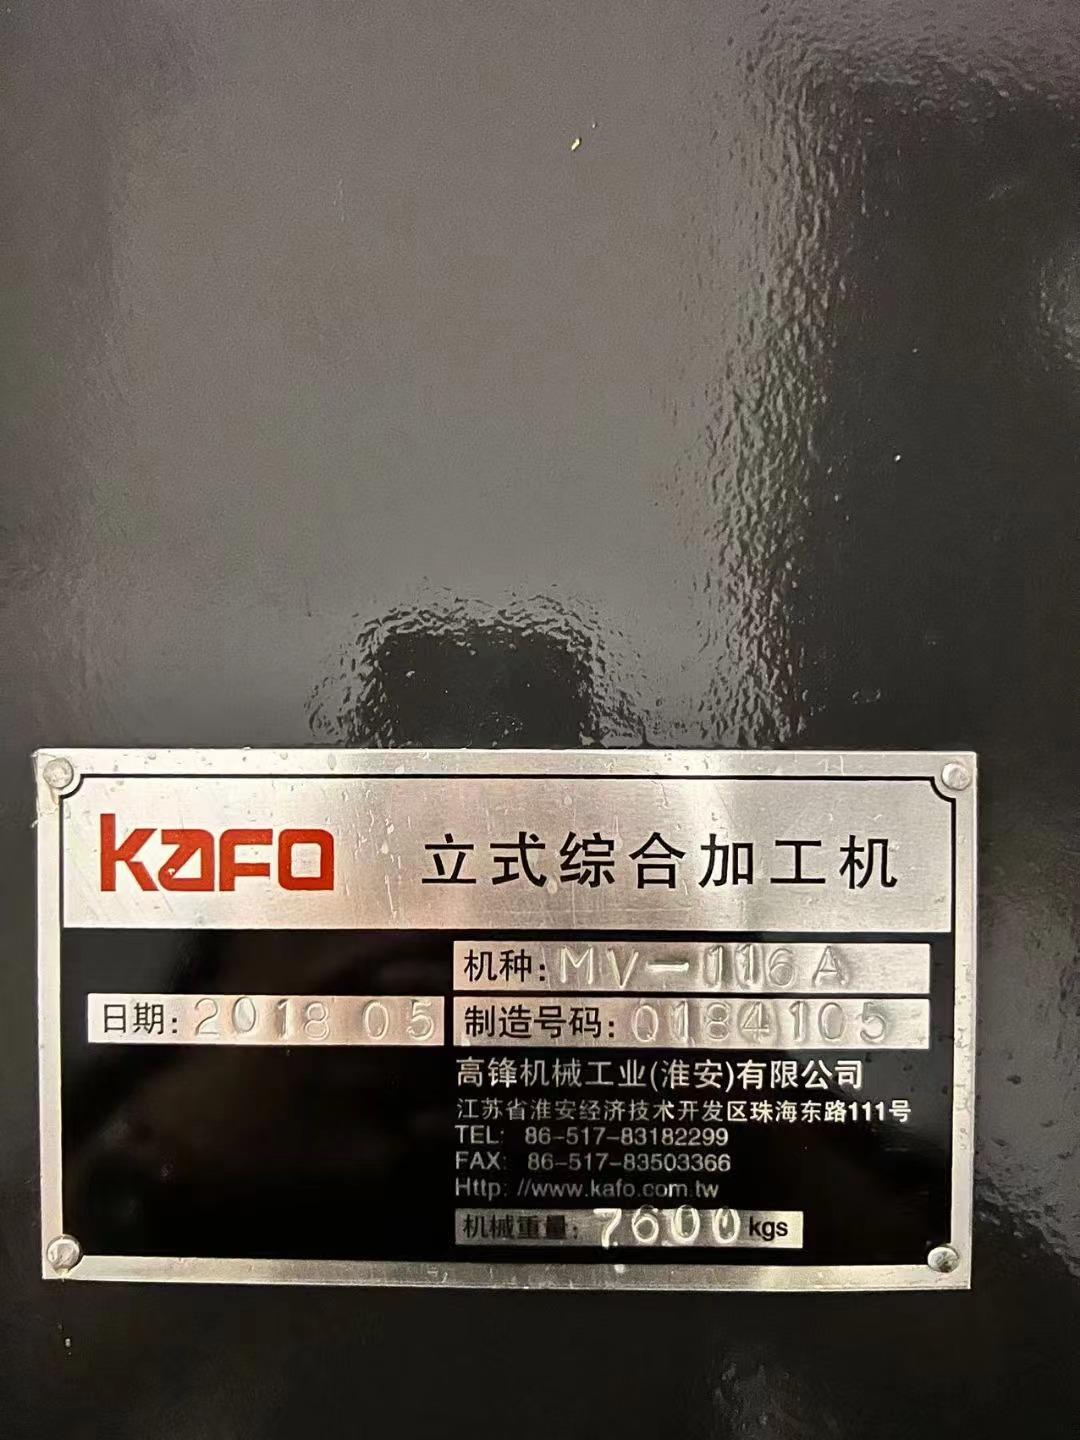 KAFO 立式综合加工机
机种: MV-116A
日期: 2018 05
制造号码: Q184105
高锋机械工业(淮安)有限公司
江苏省淮安经济技术开发区珠海东路111号
TEL: 86-517-83182299
FAX: 86-517-83503366
Http: //www.kafo.com.tw
机械重量: 7600 kgs